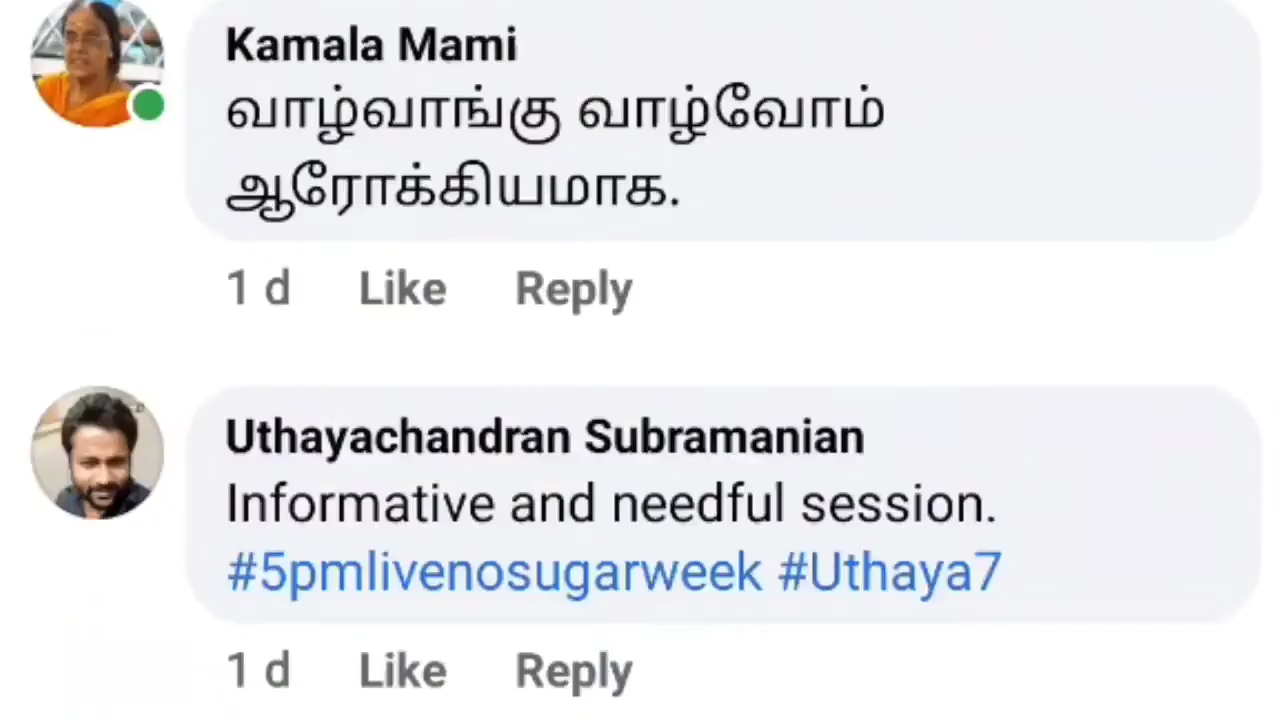 Kamala Mami
வாழ்வாங்கு வாழ்வோம்
ஆரோக்கியமாக.
1 d Like Reply
Uthayachandran Subramanian
Informative and needful session.
#5pmlivenosugarweek #Uthaya7
1 d Like Reply